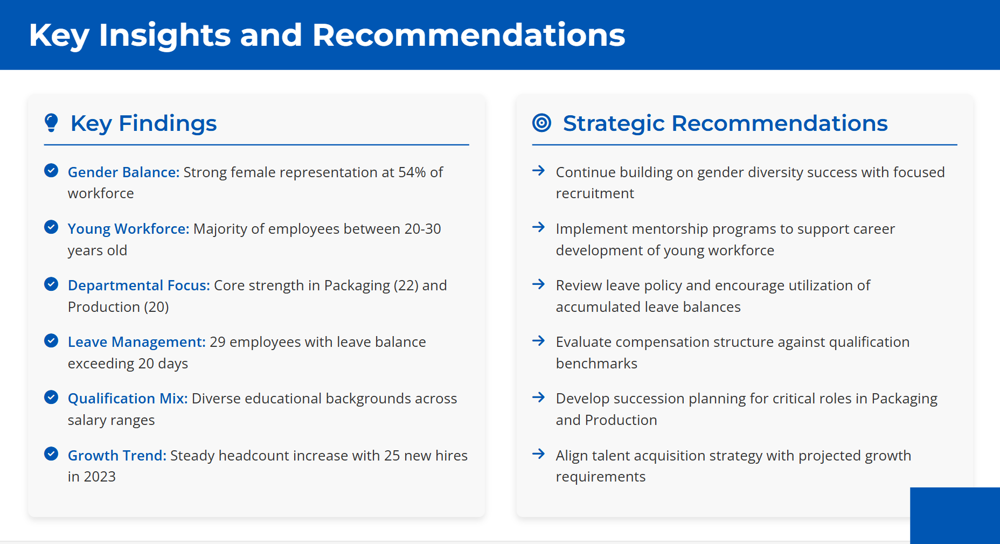 Key Insights and Recommendations
Key Findings
Gender Balance: Strong female representation at 54% of
workforce
Young Workforce: Majority of employees between 20-30
years old
Departmental Focus: Core strength in Packaging (22) and
Production (20)
Leave Management: 29 employees with leave balance
exceeding 20 days
Qualification Mix: Diverse educational backgrounds across
salary ranges
Growth Trend: Steady headcount increase with 25 new hires
in 2023
Strategic Recommendations
Continue building on gender diversity success with focused
recruitment
Implement mentorship programs to support career
development of young workforce
Review leave policy and encourage utilization of
accumulated leave balances
Evaluate compensation structure against qualification
benchmarks
Develop succession planning for critical roles in Packaging
and Production
Align talent acquisition strategy with projected growth
requirements